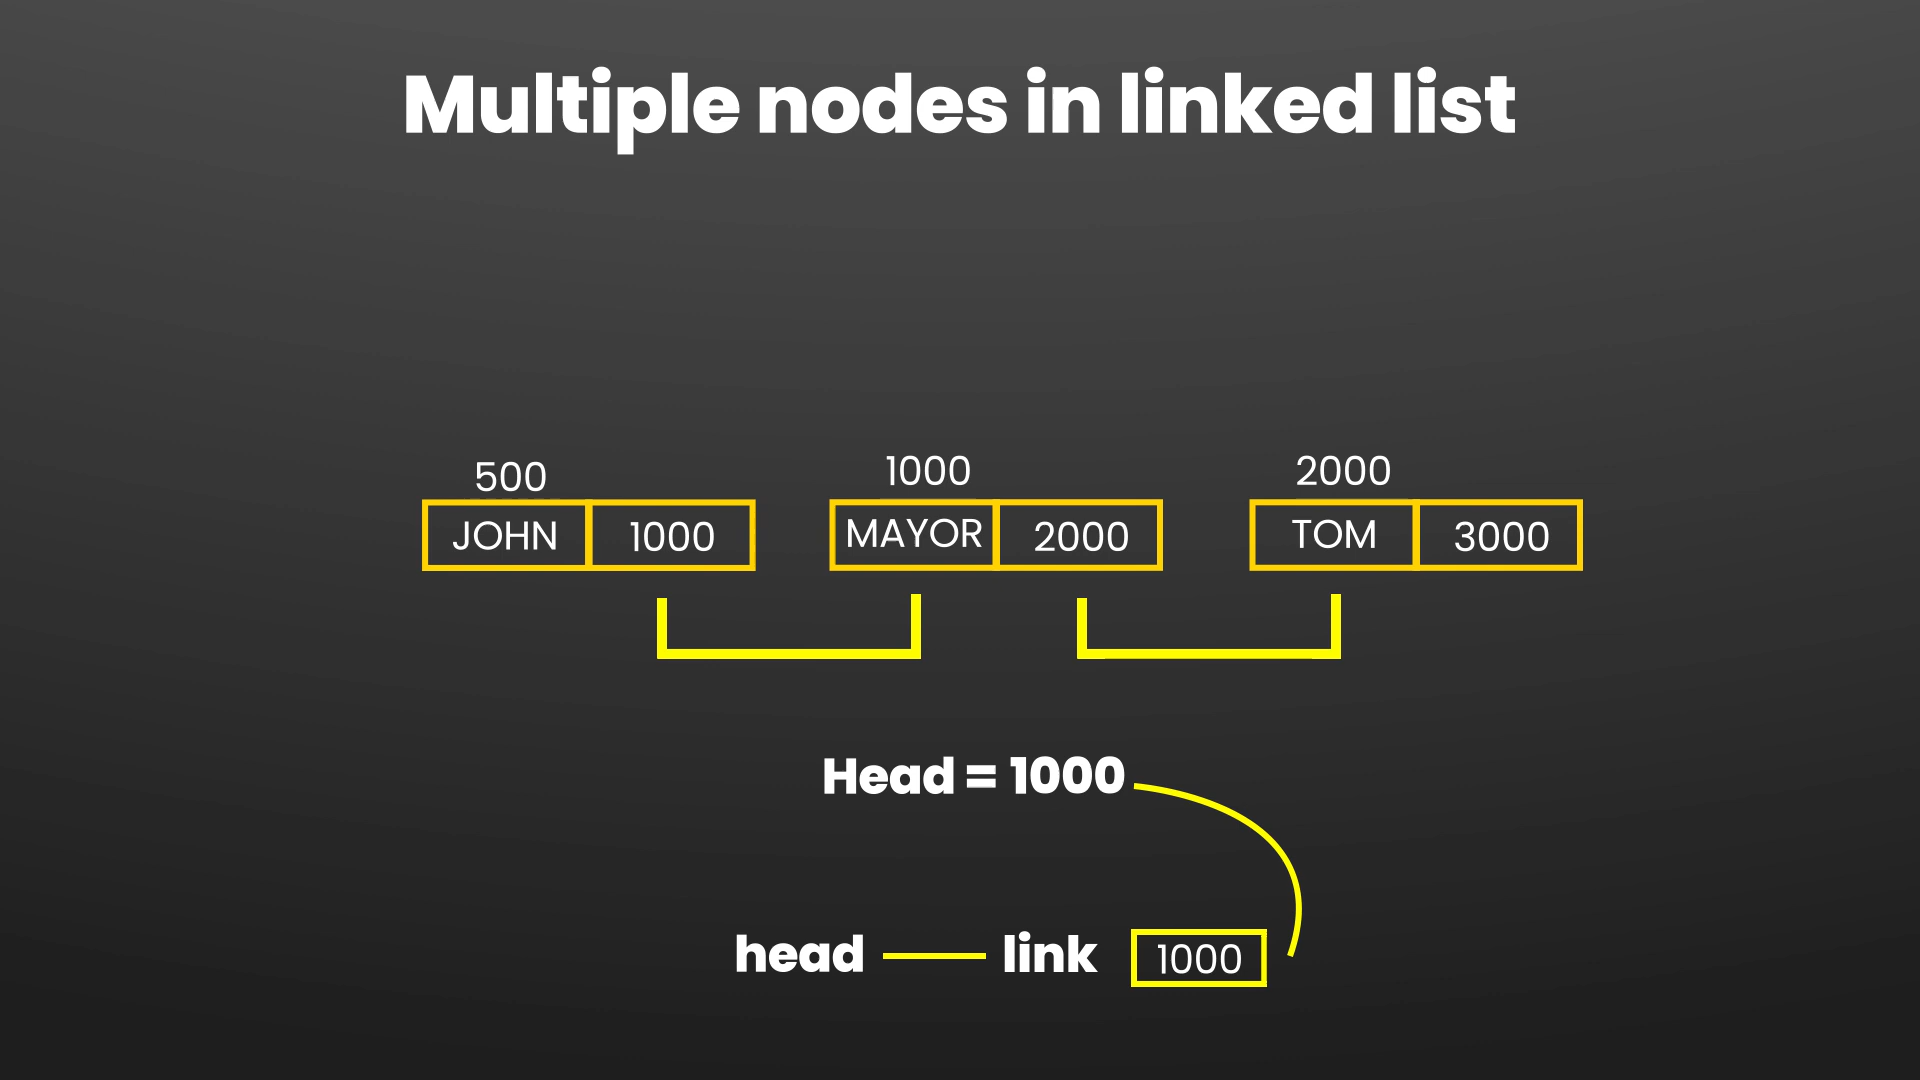 Multiple nodes in linked list
500 1000 2000
JOHN 1000 MAYOR 2000 TOM 3000
Head = 1000
head link 1000